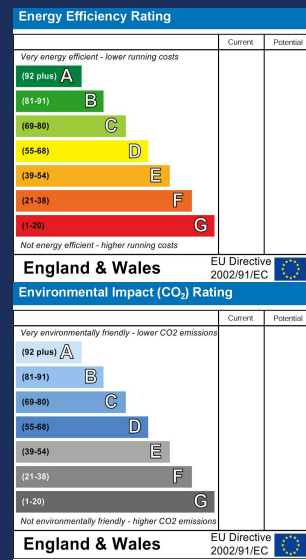 Energy Efficiency Rating
Current Potential
Very energy efficient - lower running costs
(92 plus) A
(81-91) B
(69-80) C
(55-68) D
(39-54) E
(21-38) F
(1-20) G
Not energy efficient - higher running costs
England & Wales
EU Directive
2002/91/EC
Environmental Impact (CO₂) Rating
Current Potential
Very environmentally friendly - lower CO2 emissions
(92 plus) A
(81-91) B
(69-80) C
(55-68) D
(39-54) E
(21-38) F
(1-20) G
Not environmentally friendly - higher CO2 emissions
England & Wales
EU Directive
2002/91/EC